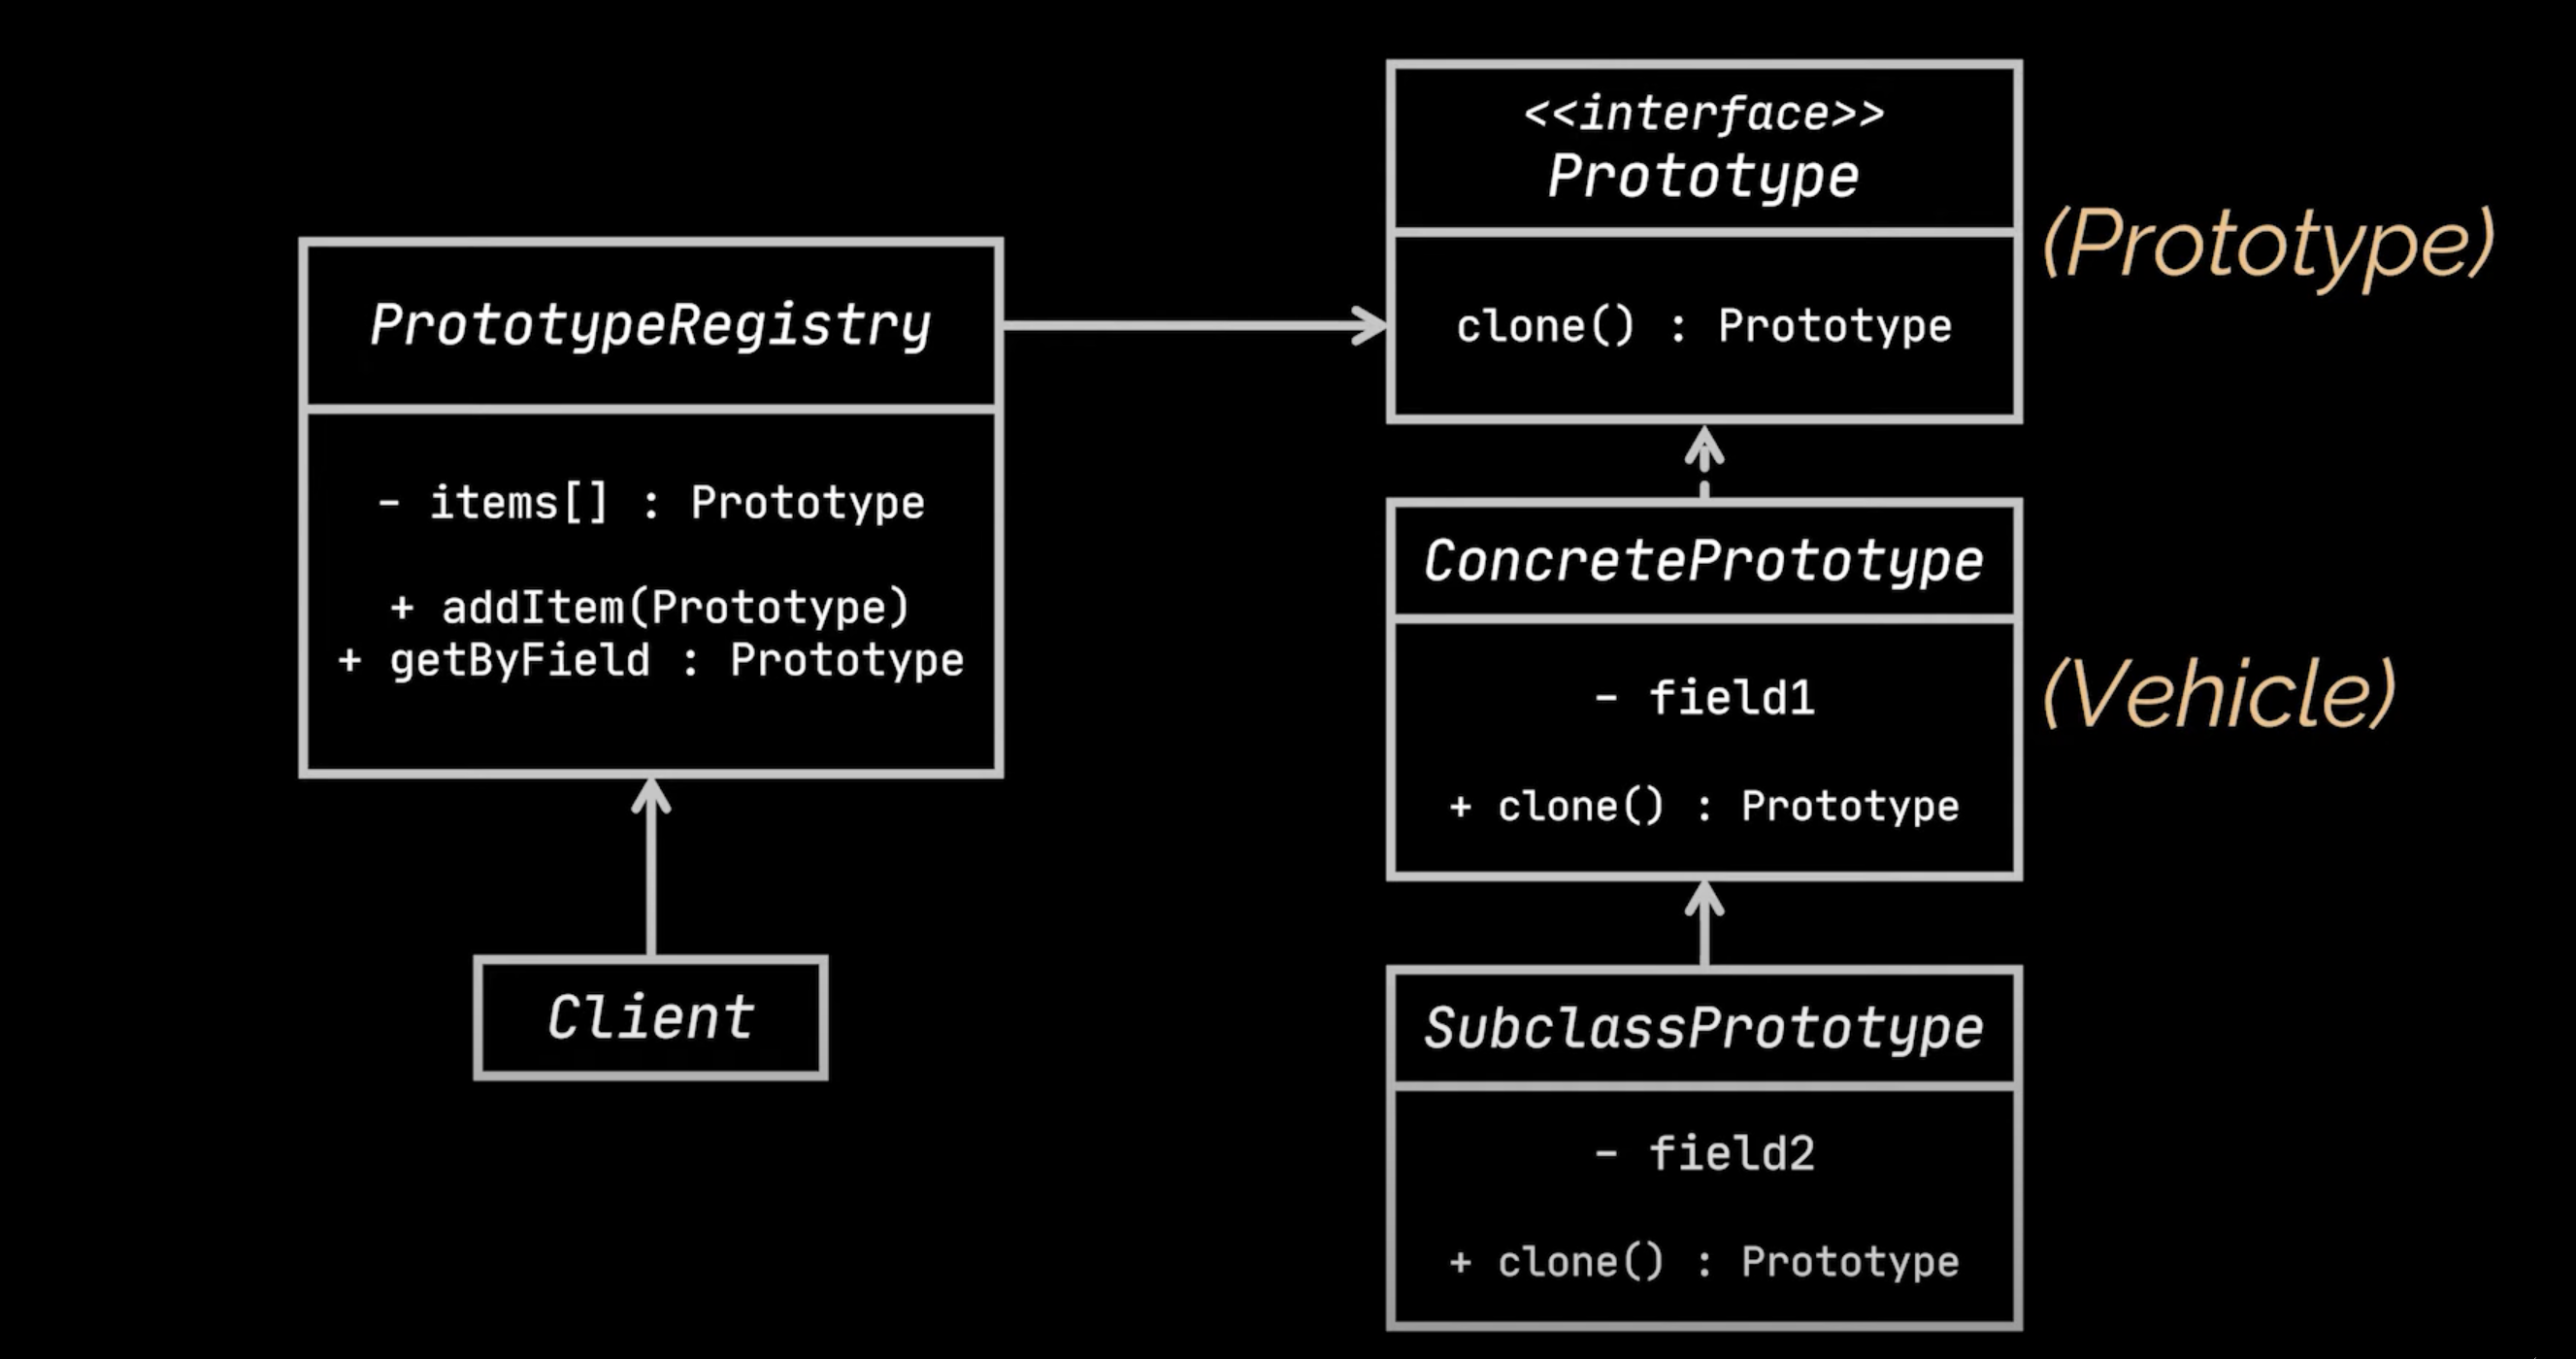 <<interface>>
Prototype
clone() : Prototype
(Prototype)
PrototypeRegistry
- items[] : Prototype
+ addItem(Prototype)
+ getByField : Prototype
ConcretePrototype
- field1
+ clone() : Prototype
(Vehicle)
Client
SubclassPrototype
- field2
+ clone() : Prototype